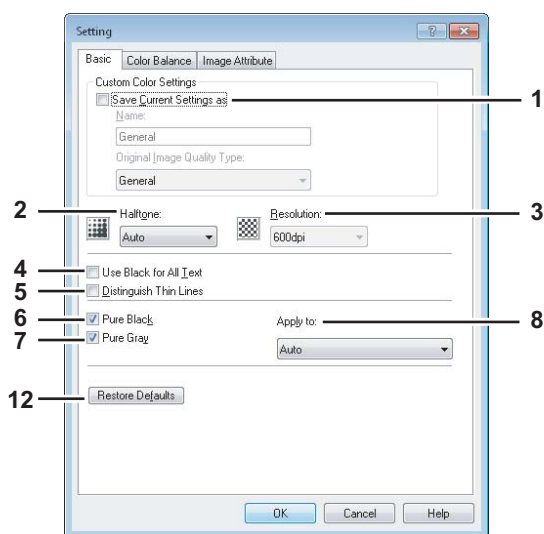 Setting
Basic Color Balance Image Attribute
Custom Color Settings
Save Current Settings as 1
Name:
General
Original Image Quality Type:
General
2 Halftone: Resolution: 3
Auto 600dpi
4 Use Black for All Text
5 Distinguish Thin Lines
6 Pure Black Apply to: 8
7 Pure Gray Auto
12 Restore Defaults
OK Cancel Help